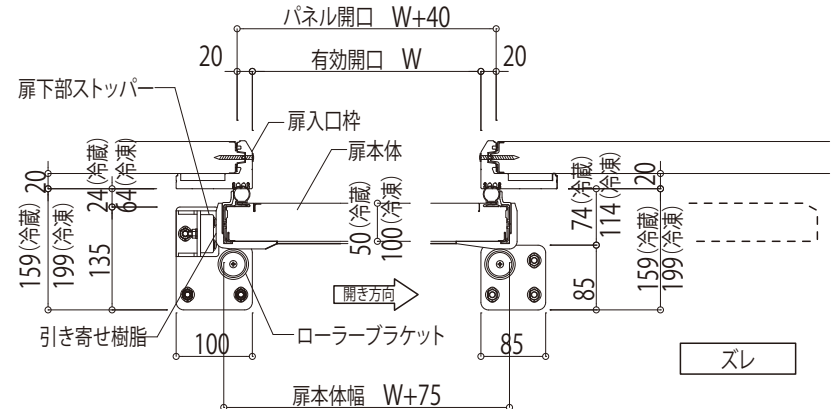 パネル開口 W+40
20
有効開口 W
20
扉下部ストッパー
扉入口枠
扉本体
20
24(冷蔵)
64(冷凍)
159(冷蔵)
199(冷凍)
135
50(冷蔵)
100(冷凍)
74(冷蔵)
114(冷凍)
20
159(冷蔵)
199(冷凍)
85
開き方向
引き寄せ樹脂
100
ローラーブラケット
85
ズレ
扉本体幅 W+75